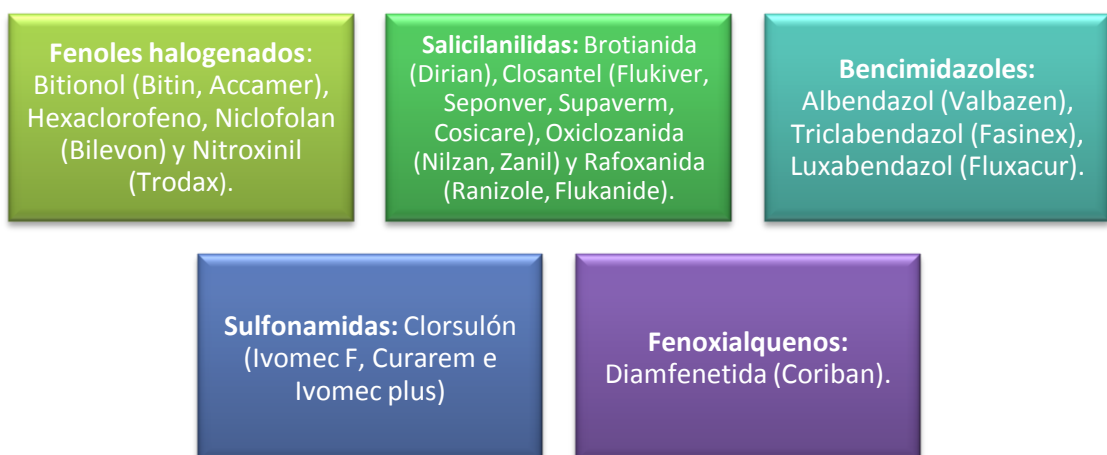 Fenoles halogenados:
Bitionol (Bitin, Accamer),
Hexaclorofeno, Niclofolan
(Bilevon) y Nitroxinil
(Trodax).
Salicilanilidas: Brotianida
(Dirian), Closantel (Flukiver,
Seponver, Supaverm,
Cosicare), Oxiclozanida
(Nilzan, Zanil) y Rafoxanida
(Ranizole, Flukanide).
Bencimidazoles:
Albendazol (Valbazen),
Triclabendazol (Fasinex),
Luxabendazol (Fluxacur).
Sulfonamidas: Clorsulón
(Ivomec F, Curarem e
Ivomec plus)
Fenoxialquenos:
Diamfenetida (Coriban).